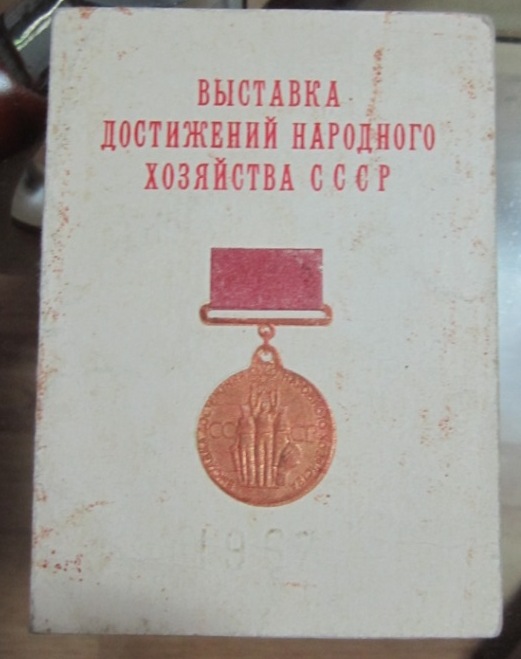 ВЫСТАВКА
ДОСТИЖЕНИЙ НАРОДНОГО
ХОЗЯЙСТВА СССР